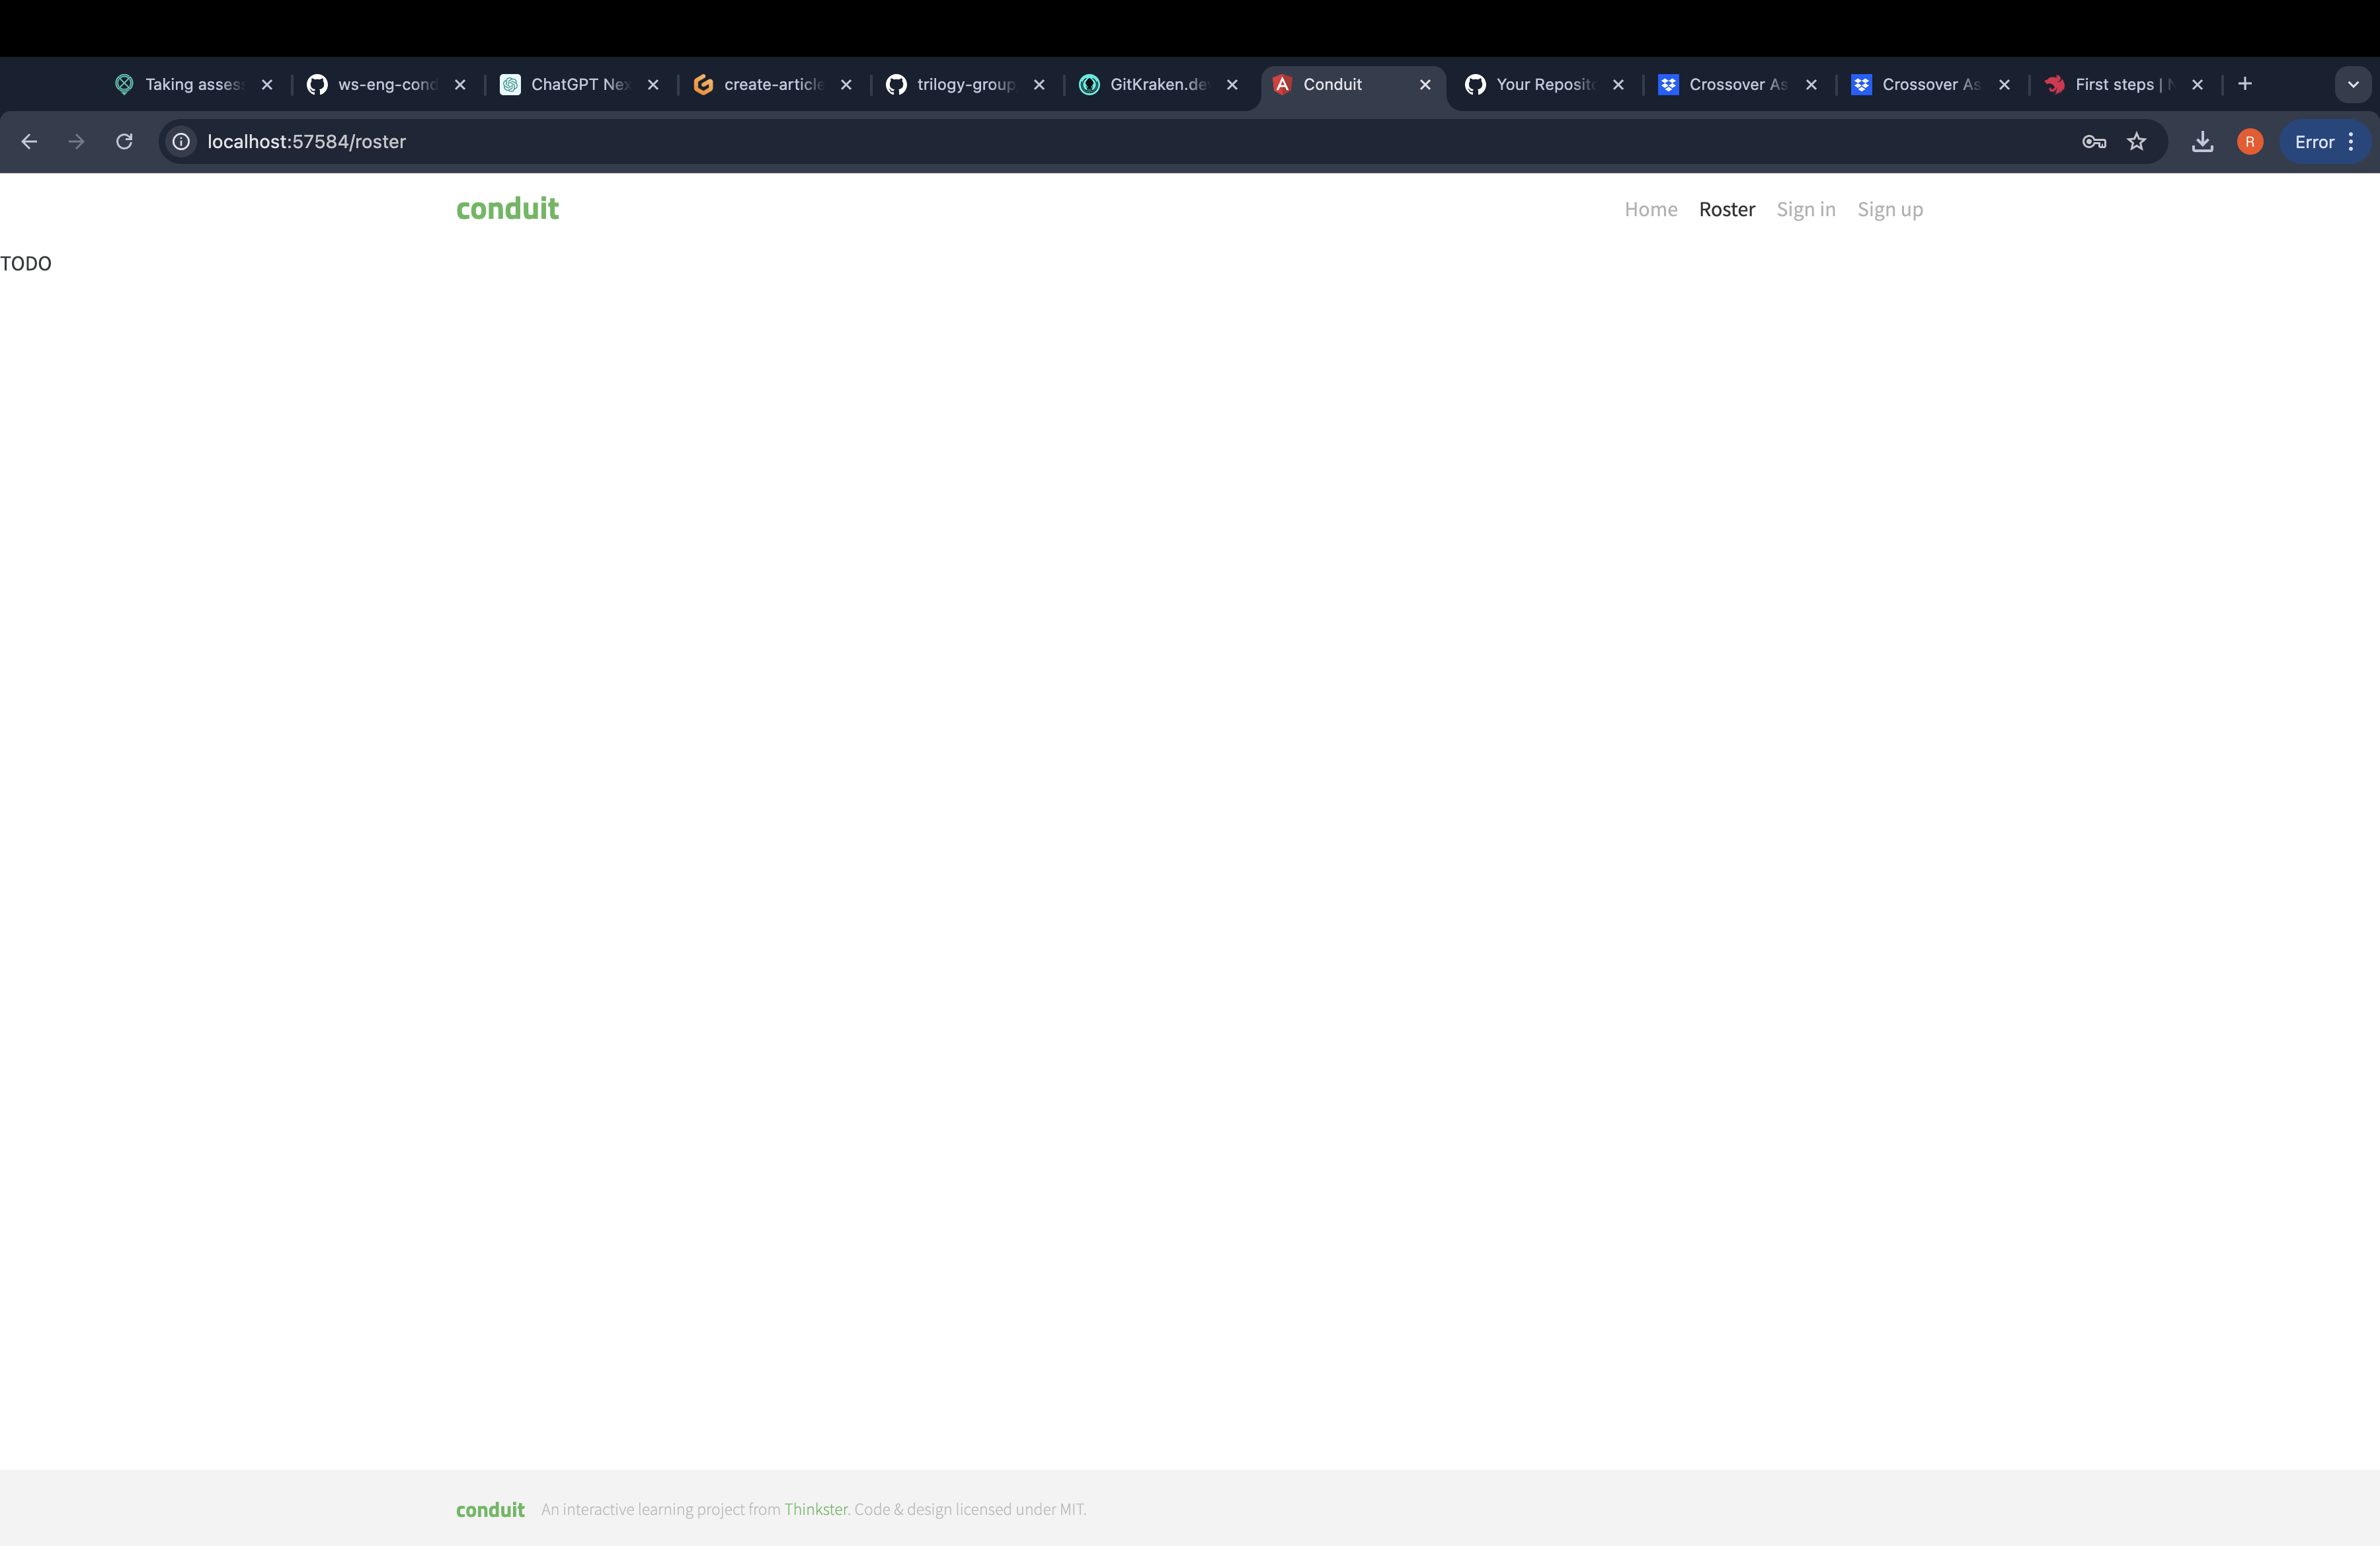 Taking asses
ws-eng-cond
ChatGPT Nex
create-article
trilogy-group
GitKraken.de
Conduit
Your Reposito
Crossover As
Crossover As
First steps | N
localhost:57584/roster
R
Error
conduit
Home
Roster
Sign in
Sign up
TODO
conduit An interactive learning project from Thinkster. Code & design licensed under MIT.